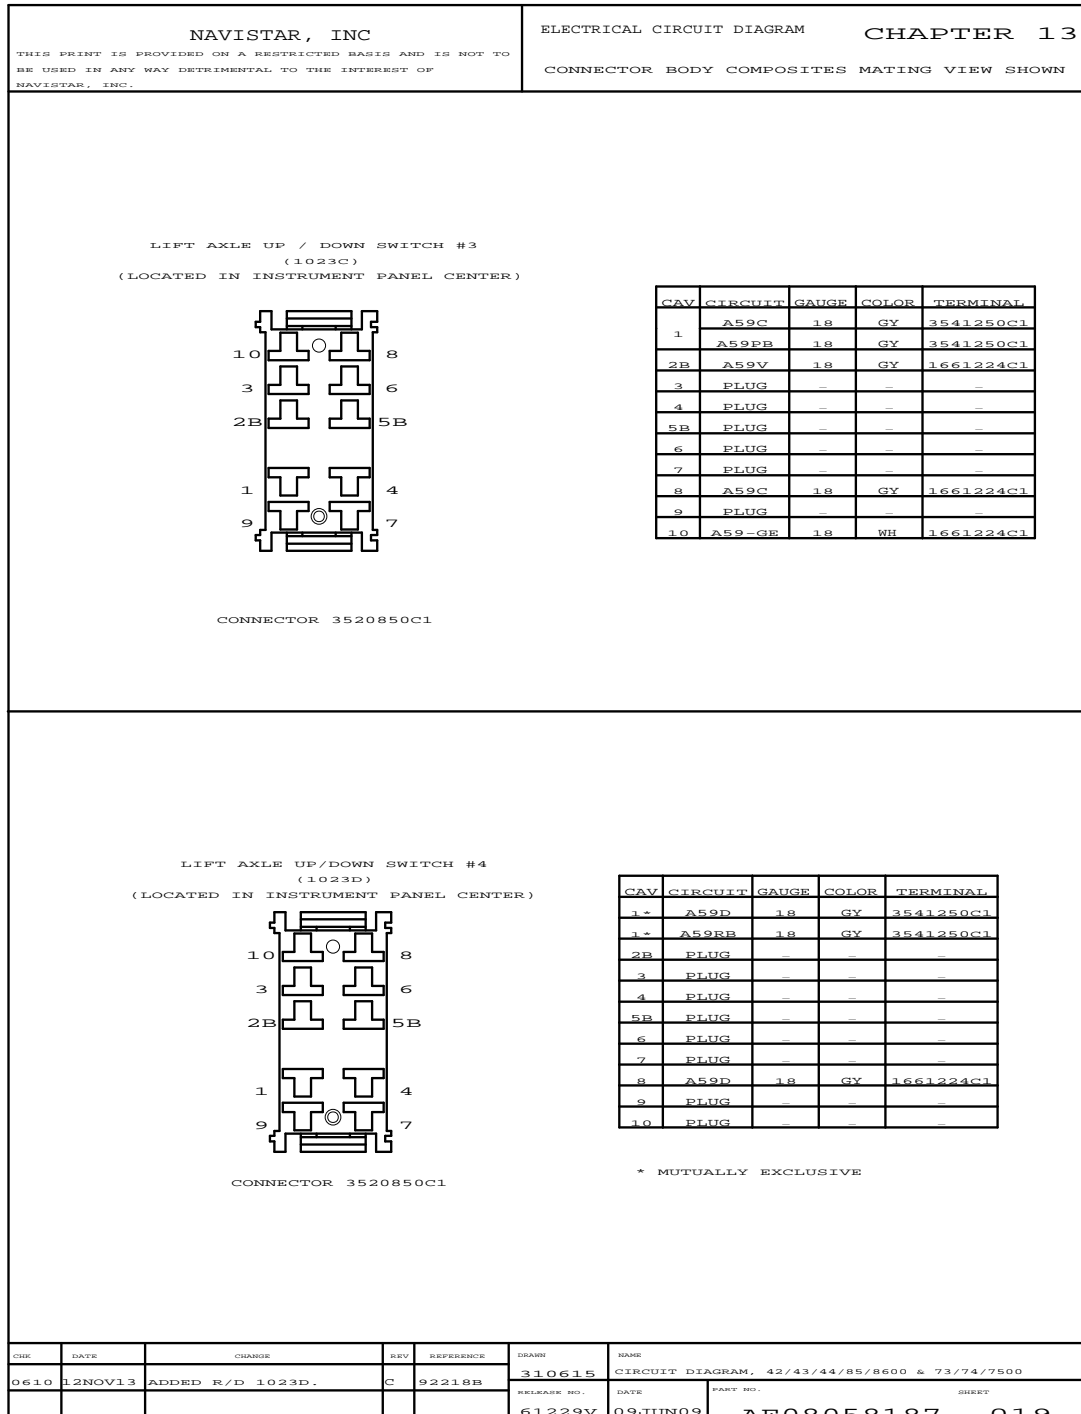 NAVISTAR, INC
THIS PRINT IS PROVIDED ON A RESTRICTED BASIS AND IS NOT TO
BE USED IN ANY WAY DETRIMENTAL TO THE INTEREST OF
NAVISTAR, INC.
ELECTRICAL CIRCUIT DIAGRAM CHAPTER 13
CONNECTOR BODY COMPOSITES MATING VIEW SHOWN
LIFT AXLE UP / DOWN SWITCH #3
(1023C)
(LOCATED IN INSTRUMENT PANEL CENTER)
10 8
3 6
2B 5B
1 4
9 7
CONNECTOR 3520850C1
CAV CIRCUIT GAUGE COLOR TERMINAL
1 A59C 18 GY 3541250C1
A59PB 18 GY 3541250C1
2B A59V 18 GY 1661224C1
3 PLUG – – –
4 PLUG – – –
5B PLUG – – –
6 PLUG – – –
7 PLUG – – –
8 A59C 18 GY 1661224C1
9 PLUG – – –
10 A59-GE 18 WH 1661224C1
LIFT AXLE UP/DOWN SWITCH #4
(1023D)
(LOCATED IN INSTRUMENT PANEL CENTER)
10 8
3 6
2B 5B
1 4
9 7
CONNECTOR 3520850C1
CAV CIRCUIT GAUGE COLOR TERMINAL
1* A59D 18 GY 3541250C1
1* A59RB 18 GY 3541250C1
2B PLUG – – –
3 PLUG – – –
4 PLUG – – –
5B PLUG – – –
6 PLUG – – –
7 PLUG – – –
8 A59D 18 GY 1661224C1
9 PLUG – – –
10 PLUG – – –
* MUTUALLY EXCLUSIVE
CHK DATE CHANGE REV REFERENCE
0610 12NOV13 ADDED R/D 1023D. C 92218B
DRAWN
310615
NAME
CIRCUIT DIAGRAM, 42/43/44/85/8600 & 73/74/7500
RELEASE NO.
61229V
DATE
09JUN09
PART NO. SHEET
AE08058187 019